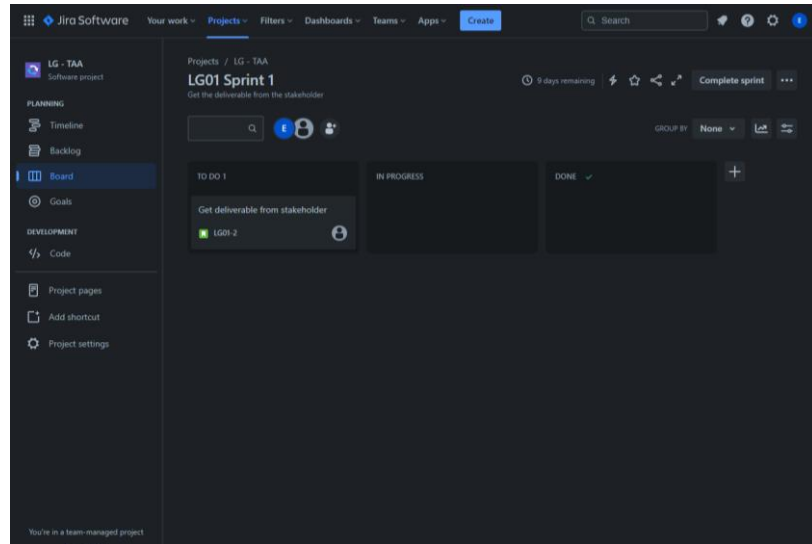 Jira Software
Your work Projects Filters Dashboards Teams Apps Create
Search
E
LG - TAA
Software project
PLANNING
Timeline
Backlog
Board
Goals
DEVELOPMENT
Code
Project pages
Add shortcut
Project settings
You're in a team-managed project
Projects / LG - TAA
LG01 Sprint 1
Get the deliverable from the stakeholder
9 days remaining
Complete sprint
E
GROUP BY None
TO DO 1
Get deliverable from stakeholder
LG01-2
IN PROGRESS
DONE